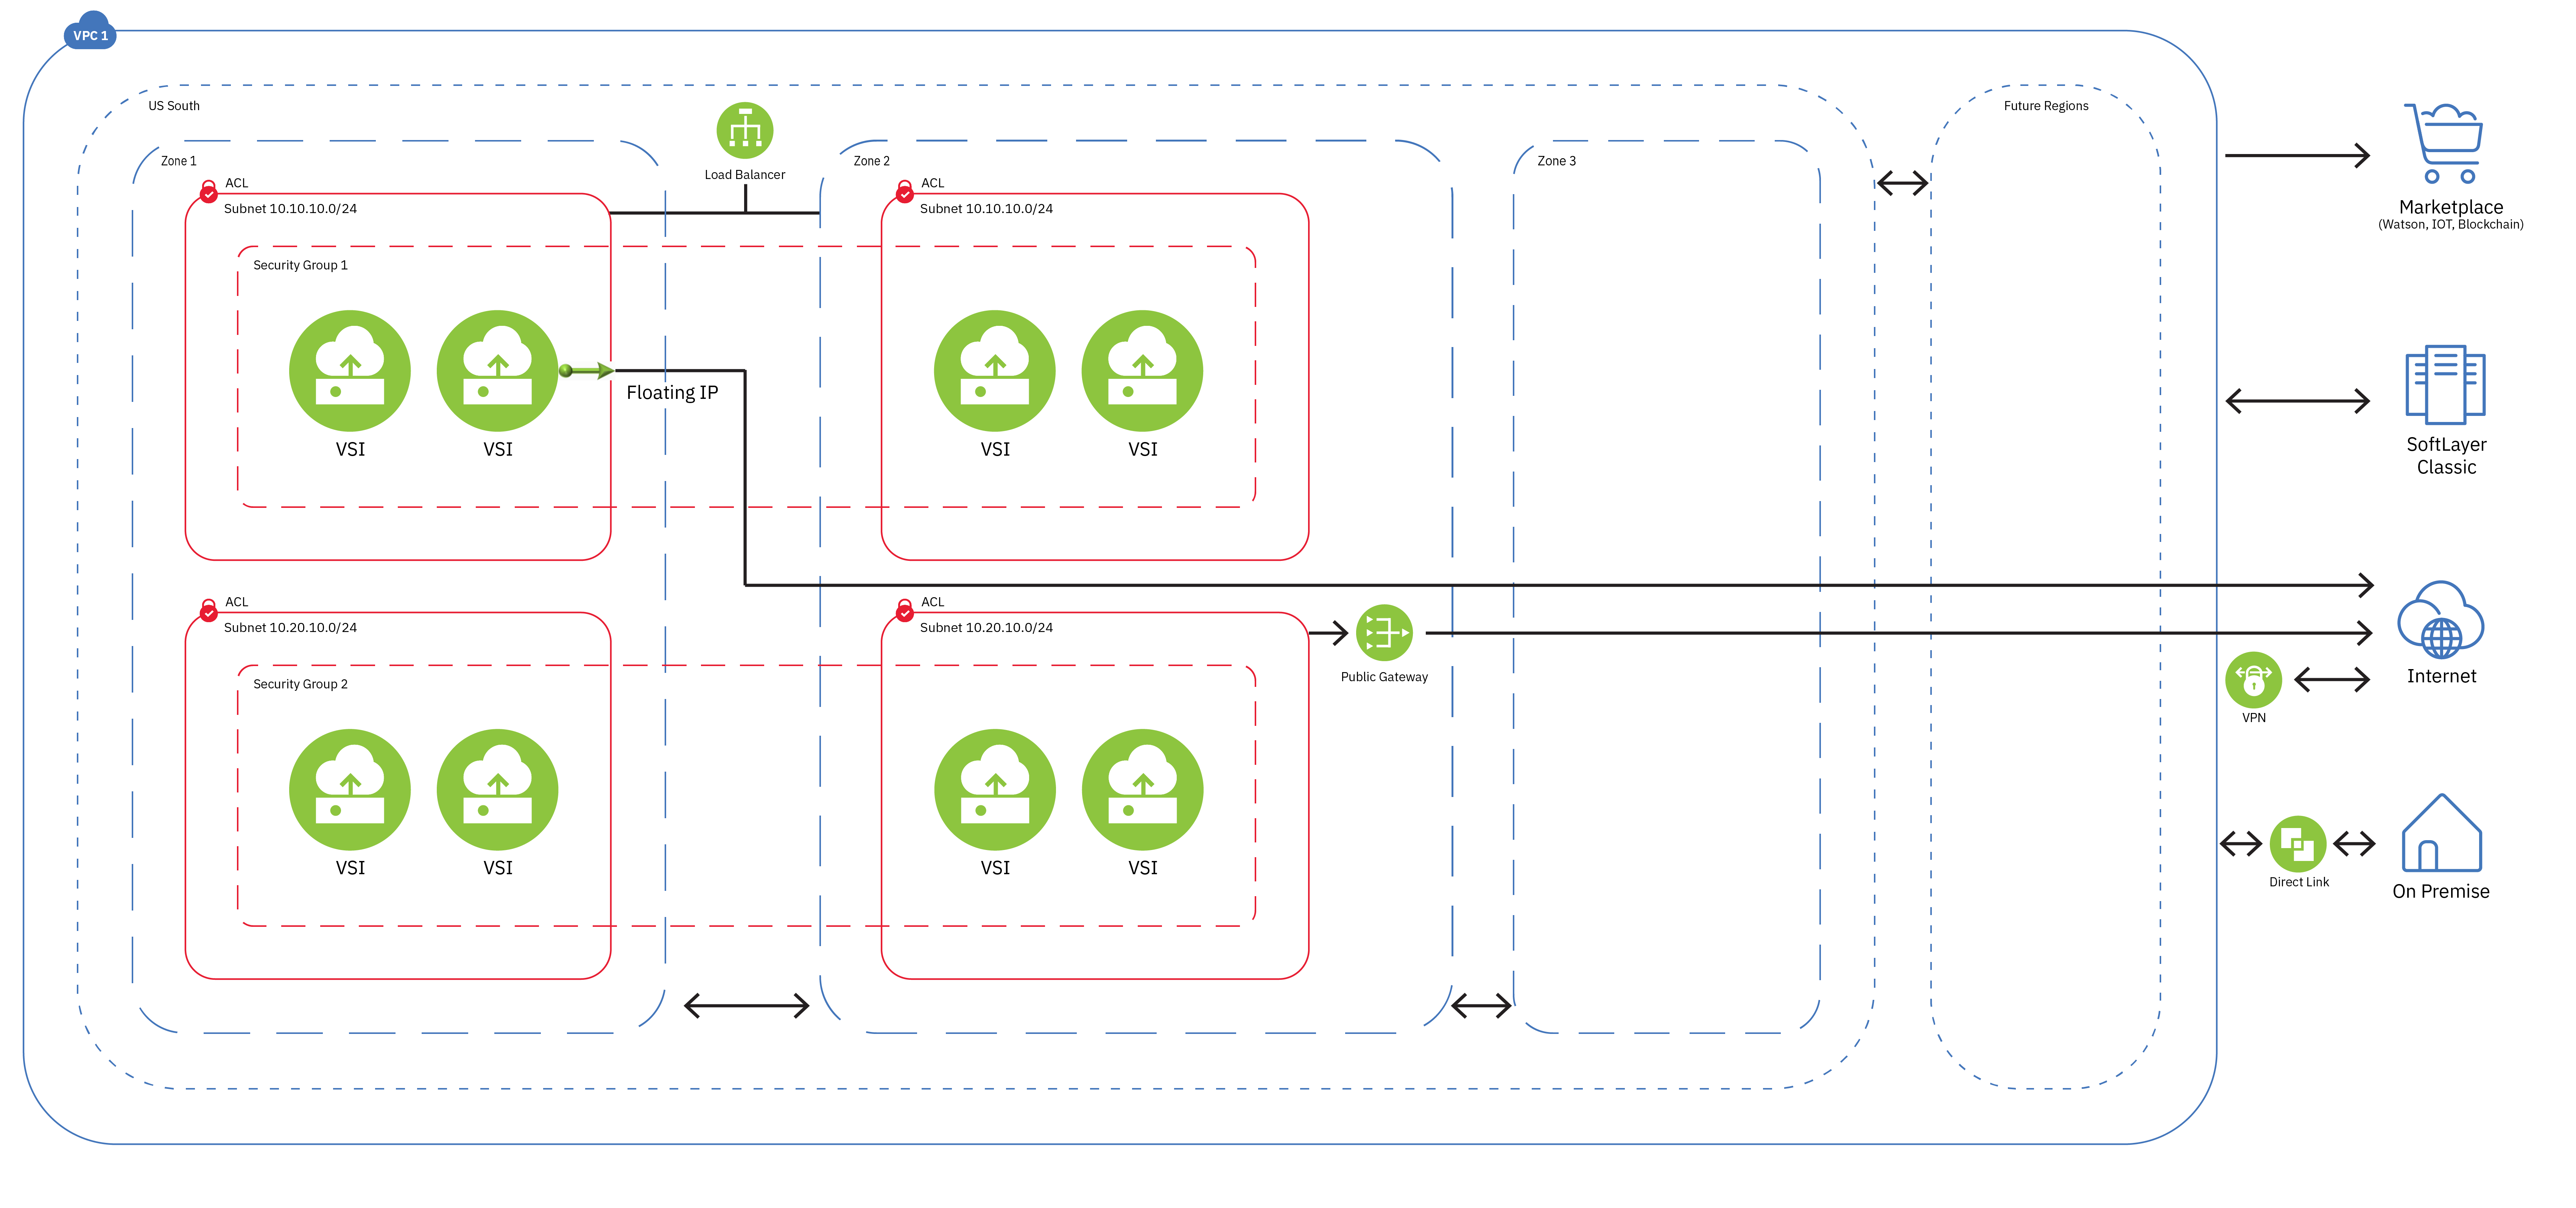 VPC 1
US South
Future Regions
Zone 1
Load Balancer
Zone 2
Zone 3
ACL
Subnet 10.10.10.0/24
ACL
Subnet 10.10.10.0/24
Marketplace
(Watson, IOT, Blockchain)
Security Group 1
Floating IP
VSI
VSI
VSI
VSI
SoftLayer
Classic
ACL
Subnet 10.20.10.0/24
ACL
Subnet 10.20.10.0/24
Public Gateway
Internet
VPN
Security Group 2
VSI
VSI
VSI
VSI
Direct Link
On Premise